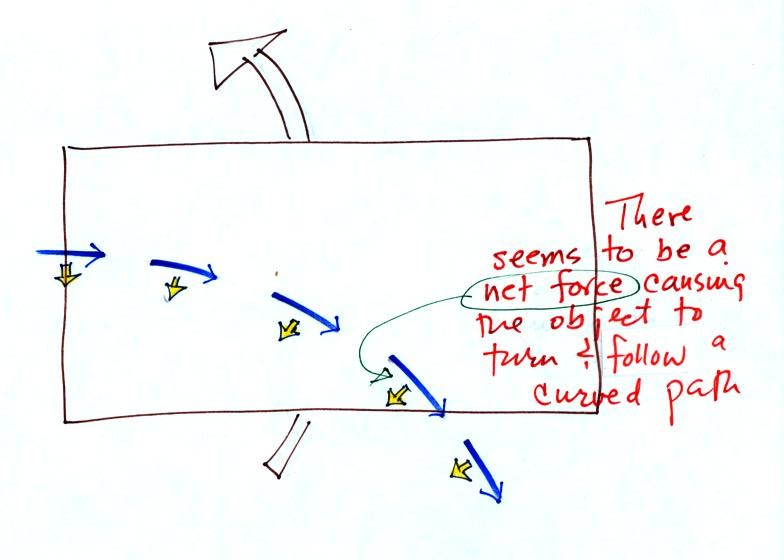 There
seems to be a
net force causing
the object to
turn & follow a
curved path